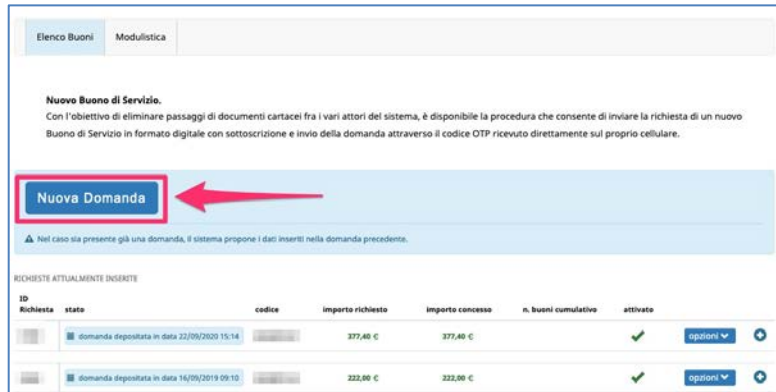 Elenco Buoni Modulistica
Nuovo Buono di Servizio.
Con l'obiettivo di eliminare passaggi di documenti cartacei fra i vari attori del sistema, è disponibile la procedura che consente di inviare la richiesta di un nuovo
Buono di Servizio in formato digitale con sottoscrizione e invio della domanda attraverso il codice OTP ricevuto direttamente sul proprio cellulare.
Nuova Domanda
Nel caso sia presente già una domanda, il sistema propone i dati inseriti nella domanda precedente.
RICHIESTE ATTUALMENTE INSERITE
ID
Richiesta stato codice importo richiesto importo concesso n. buoni cumulativo attivato
domanda depositata in data 22/09/2020 15:14 377,40 € 377,40 € opzioni
domanda depositata in data 16/09/2019 09:10 222,00 € 222,00 € opzioni